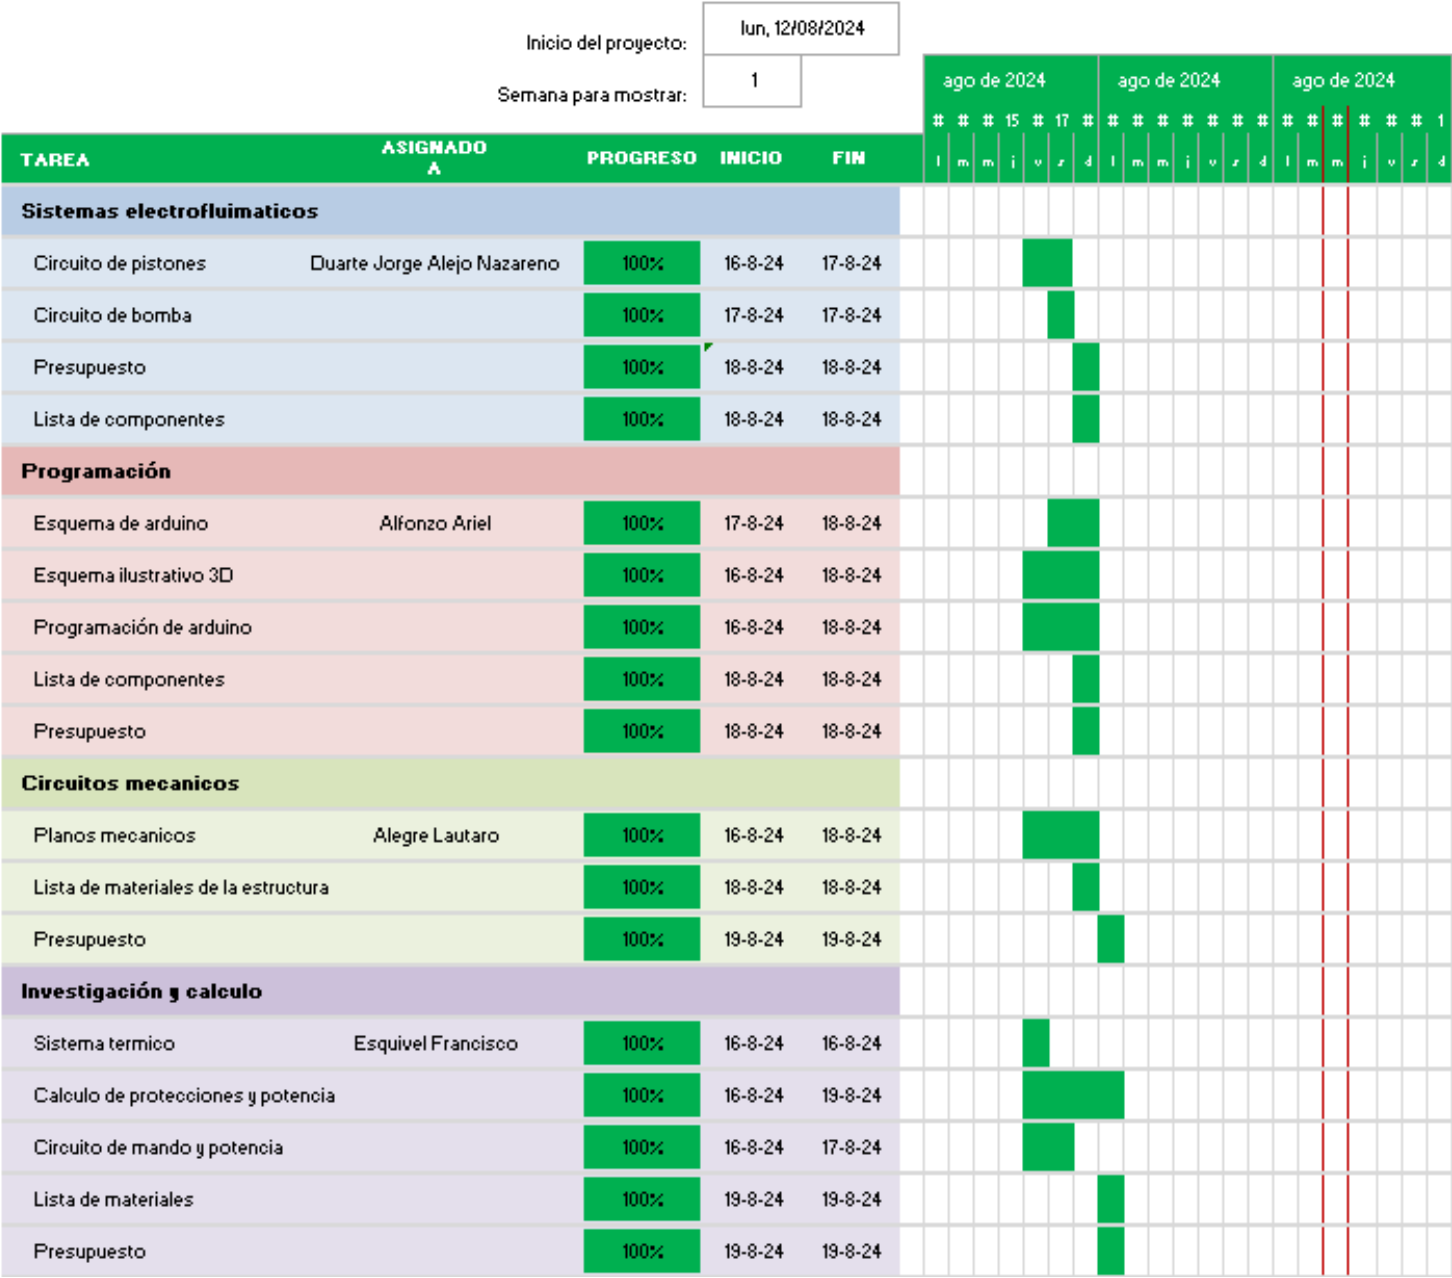 Inicio del proyecto: lun, 12/08/2024
Semana para mostrar: 1
ago de 2024 ago de 2024 ago de 2024
# # # 15 # 17 # # # # # # # # # # # # # # 1
TAREA ASIGNADO A PROGRESO INICIO FIN l m m j v s d l m m j v s d l m m j v s d
Sistemas electrofluimaticos
Circuito de pistones Duarte Jorge Alejo Nazareno 100% 16-8-24 17-8-24
Circuito de bomba 100% 17-8-24 17-8-24
Presupuesto 100% 18-8-24 18-8-24
Lista de componentes 100% 18-8-24 18-8-24
Programación
Esquema de arduino Alfonzo Ariel 100% 17-8-24 18-8-24
Esquema ilustrativo 3D 100% 16-8-24 18-8-24
Programación de arduino 100% 16-8-24 18-8-24
Lista de componentes 100% 18-8-24 18-8-24
Presupuesto 100% 18-8-24 18-8-24
Circuitos mecanicos
Planos mecanicos Alegre Lautaro 100% 16-8-24 18-8-24
Lista de materiales de la estructura 100% 18-8-24 18-8-24
Presupuesto 100% 19-8-24 19-8-24
Investigación y calculo
Sistema termico Esquivel Francisco 100% 16-8-24 16-8-24
Calculo de protecciones y potencia 100% 16-8-24 19-8-24
Circuito de mando y potencia 100% 16-8-24 17-8-24
Lista de materiales 100% 19-8-24 19-8-24
Presupuesto 100% 19-8-24 19-8-24